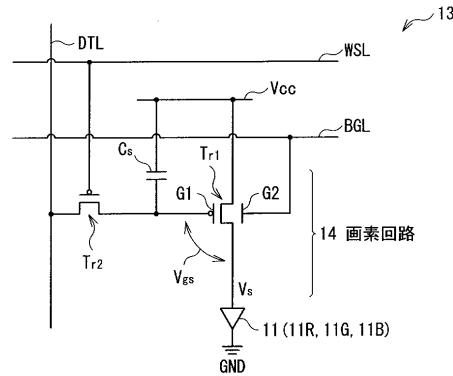 13
DTL
WSL
Vcc
BGL
Cs
Tr1
G1
G2
Tr2
Vgs
14 画素回路
Vs
11 (11R, 11G, 11B)
GND